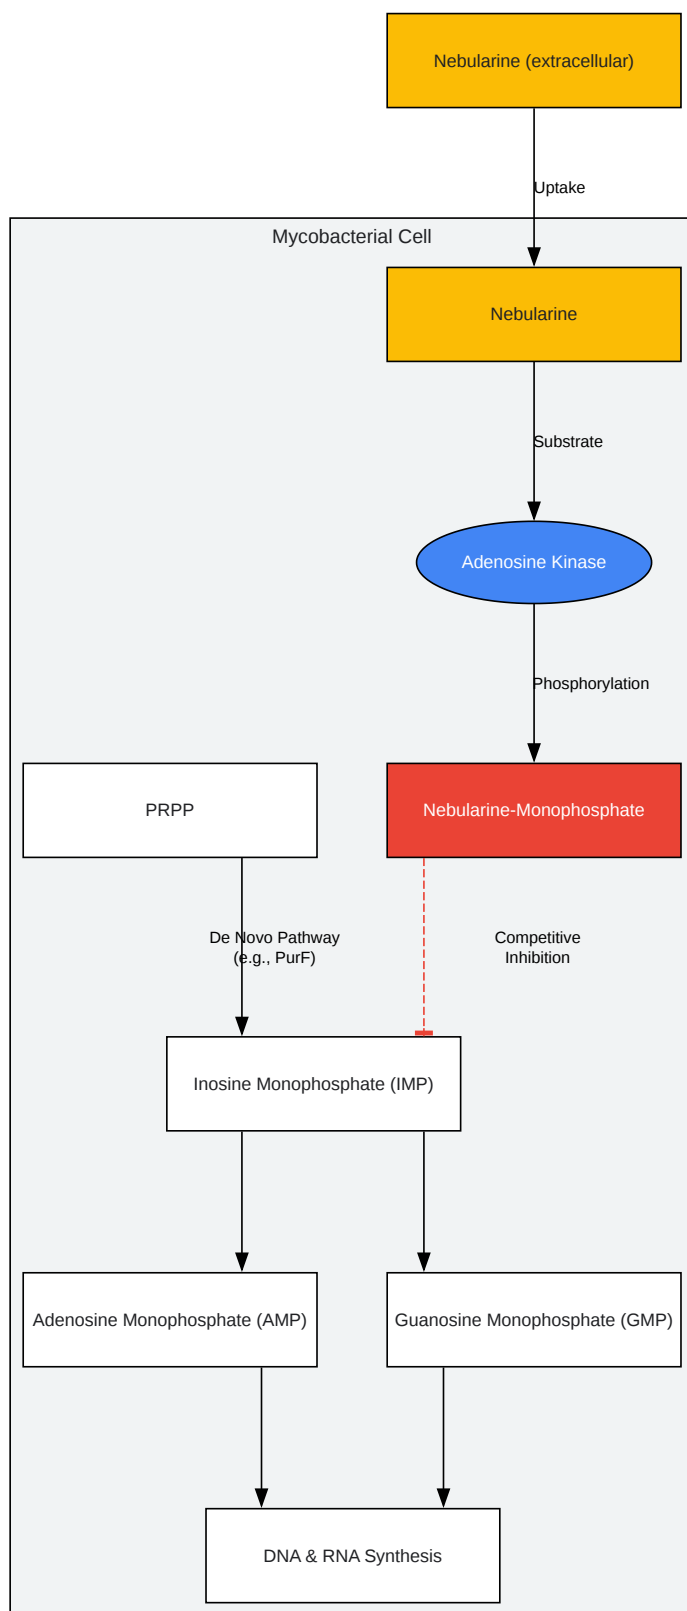 Nebularine (extracellular)
Uptake
Mycobacterial Cell
Nebularine
Substrate
Adenosine Kinase
Phosphorylation
PRPP
Nebularine-Monophosphate
De Novo Pathway
(e.g., PurF)
Competitive
Inhibition
Inosine Monophosphate (IMP)
Adenosine Monophosphate (AMP)
Guanosine Monophosphate (GMP)
DNA & RNA Synthesis